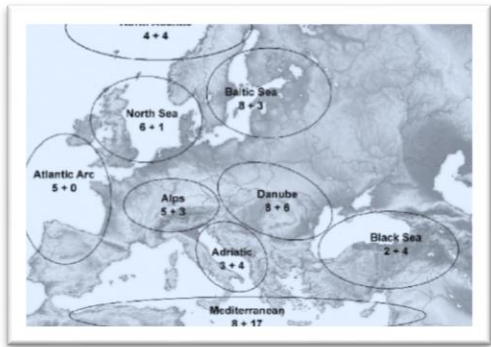 4 + 4
Baltic Sea
8 + 3
North Sea
6 + 1
Atlantic Arc
5 + 0
Alps
5 + 3
Danube
8 + 6
Adriatic
3 + 4
Black Sea
2 + 4
Mediterranean
8 + 17